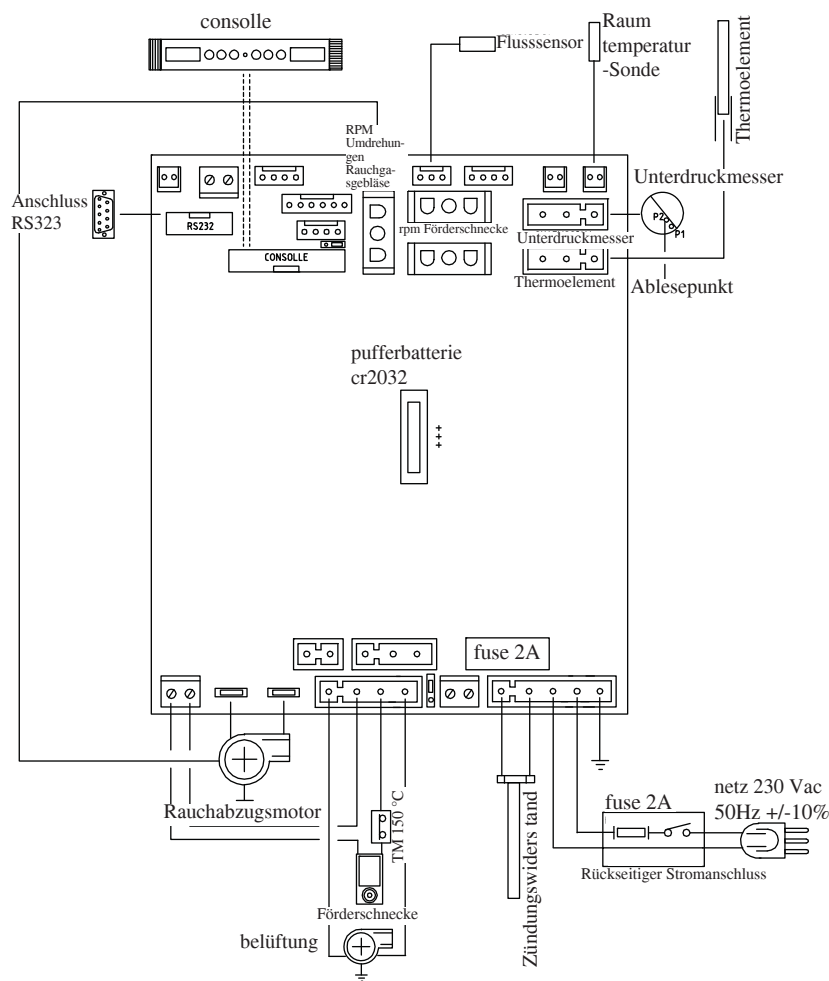 consolle
Flusssensor
Raum
temperatur
-Sonde
Thermoelement
RPM
Umdrehun-
gen
Rauchga-
sgebläse
Unterdruckmesser
Anschluss
RS323
RS232
rpm Förderschnecke
P2
P1
Unterdruckmesser
CONSOLLE
Thermoelement
Ablesepunkt
pufferbatterie
cr2032
+++
fuse 2A
Rauchabzugsmotor
TM 150 °C
fuse 2A
netz 230 Vac
50Hz +/-10%
Rückseitiger Stromanschluss
Zündungswiders tand
Förderschnecke
belüftung